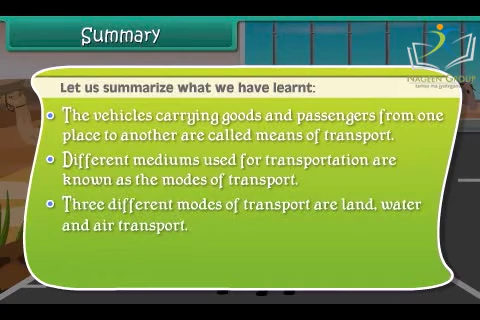 Summary
NAGEEN GROUP
Let us summarize what we have learnt:
The vehicles carrying goods and passengers from one
place to another are called means of transport.
Different mediums used for transportation are
known as the modes of transport.
Three different modes of transport are land, water
and air transport.